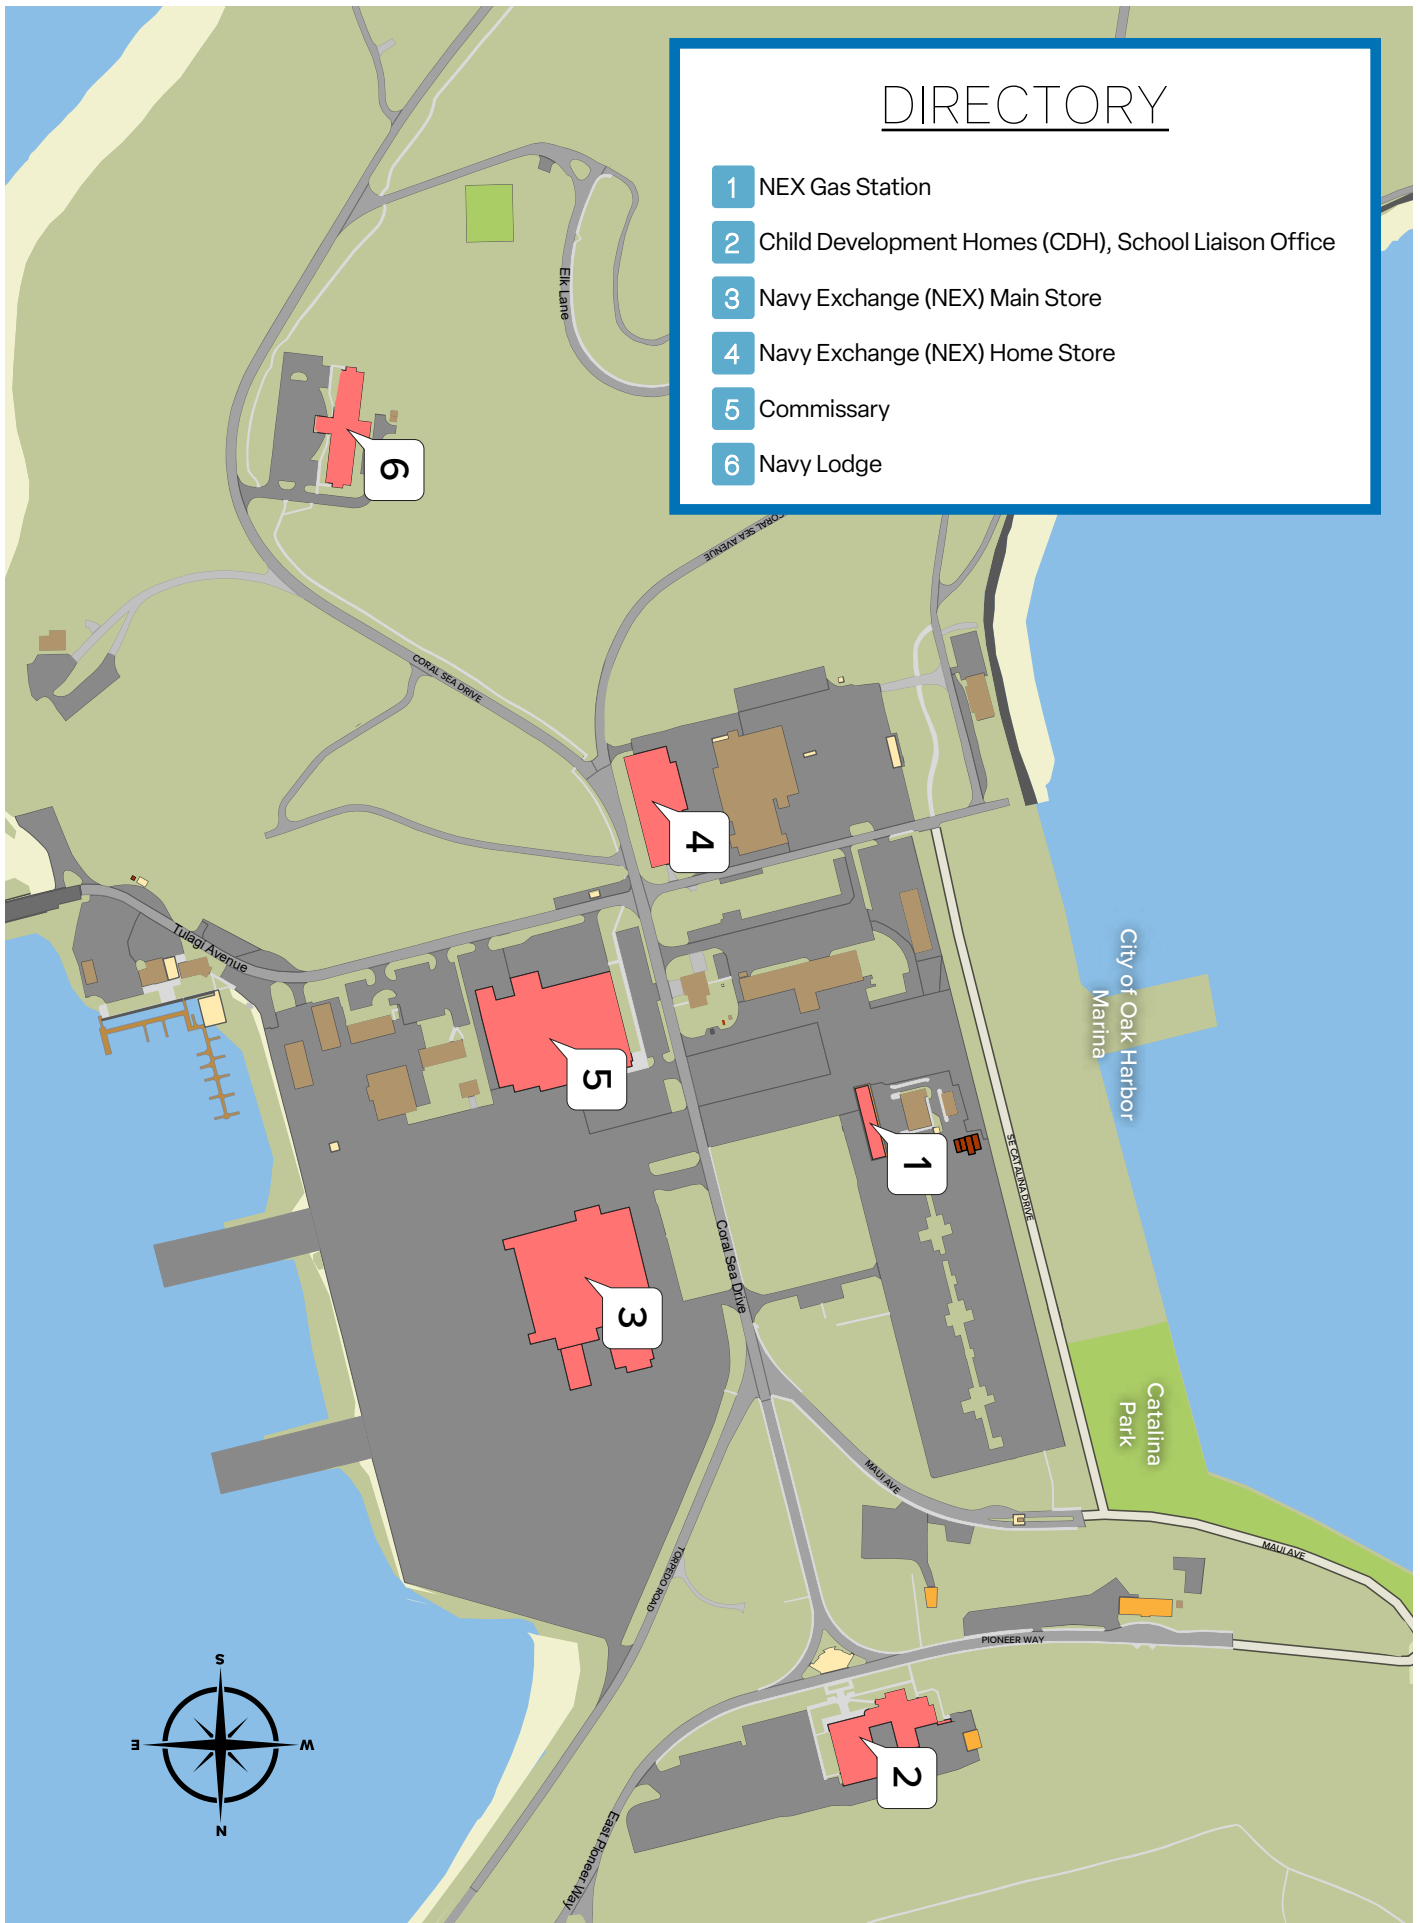 DIRECTORY
1 NEX Gas Station
2 Child Development Homes (CDH), School Liaison Office
3 Navy Exchange (NEX) Main Store
4 Navy Exchange (NEX) Home Store
5 Commissary
6 Navy Lodge
Elk Lane
6
CORAL SEA AVENUE
CORAL SEA DRIVE
4
Tulagi Avenue
City of Oak Harbor
Marina
5
1
SE CATALINA DRIVE
Coral Sea Drive
3
Catalina
Park
MAUI AVE
MAUI AVE
TORPEDO ROAD
PIONEER WAY
2
East Pioneer Way
S
E
W
N